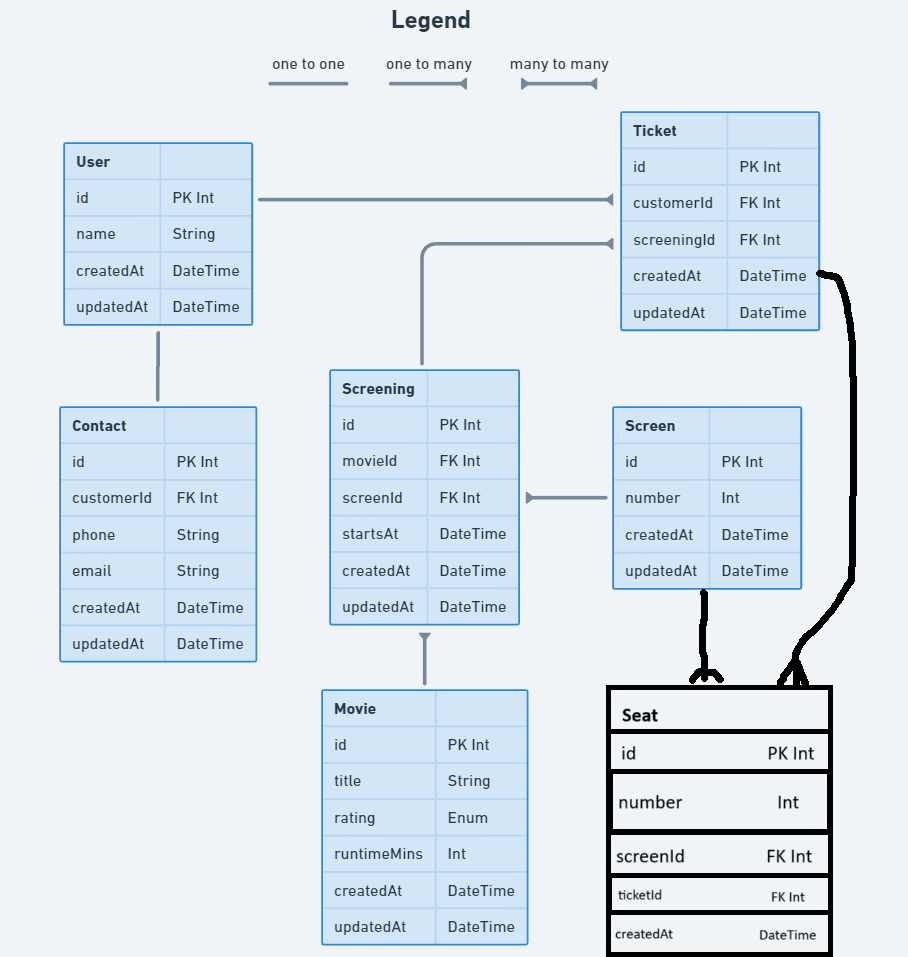 Legend
one to one
one to many
many to many
User
id PK Int
name String
createdAt DateTime
updatedAt DateTime
Ticket
id PK Int
customerId FK Int
screeningId FK Int
createdAt DateTime
updatedAt DateTime
Contact
id PK Int
customerId FK Int
phone String
email String
createdAt DateTime
updatedAt DateTime
Screening
id PK Int
movieId FK Int
screenId FK Int
startsAt DateTime
createdAt DateTime
updatedAt DateTime
Screen
id PK Int
number Int
createdAt DateTime
updatedAt DateTime
Movie
id PK Int
title String
rating Enum
runtimeMins Int
createdAt DateTime
updatedAt DateTime
Seat
id PK Int
number Int
screenId FK Int
ticketId FK Int
createdAt DateTime